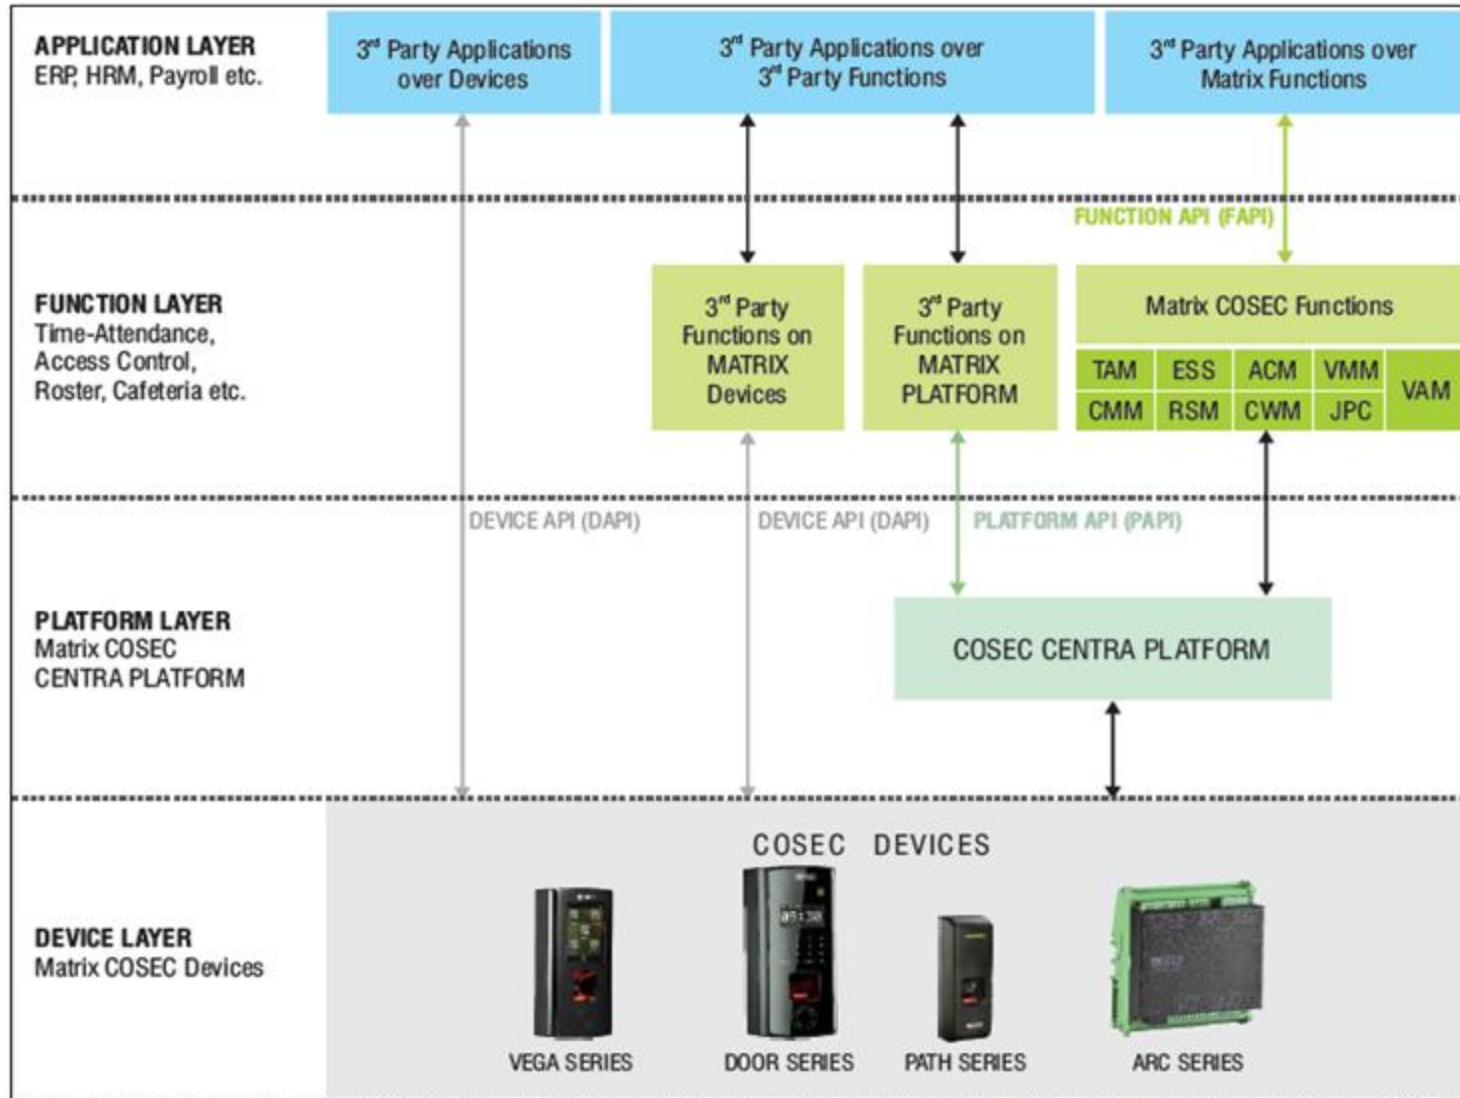 APPLICATION LAYER
ERP, HRM, Payroll etc.
3rd Party Applications
over Devices
3rd Party Applications over
3rd Party Functions
3rd Party Applications over
Matrix Functions
FUNCTION API (FAPI)
FUNCTION LAYER
Time-Attendance,
Access Control,
Roster, Cafeteria etc.
3rd Party
Functions on
MATRIX
Devices
3rd Party
Functions on
MATRIX
PLATFORM
Matrix COSEC Functions
TAM ESS ACM VMM VAM
CMM RSM CWM JPC
DEVICE API (DAPI)
DEVICE API (DAPI)
PLATFORM API (PAPI)
PLATFORM LAYER
Matrix COSEC
CENTRA PLATFORM
COSEC CENTRA PLATFORM
COSEC DEVICES
09:30
DEVICE LAYER
Matrix COSEC Devices
VEGA SERIES
DOOR SERIES
PATH SERIES
ARC SERIES